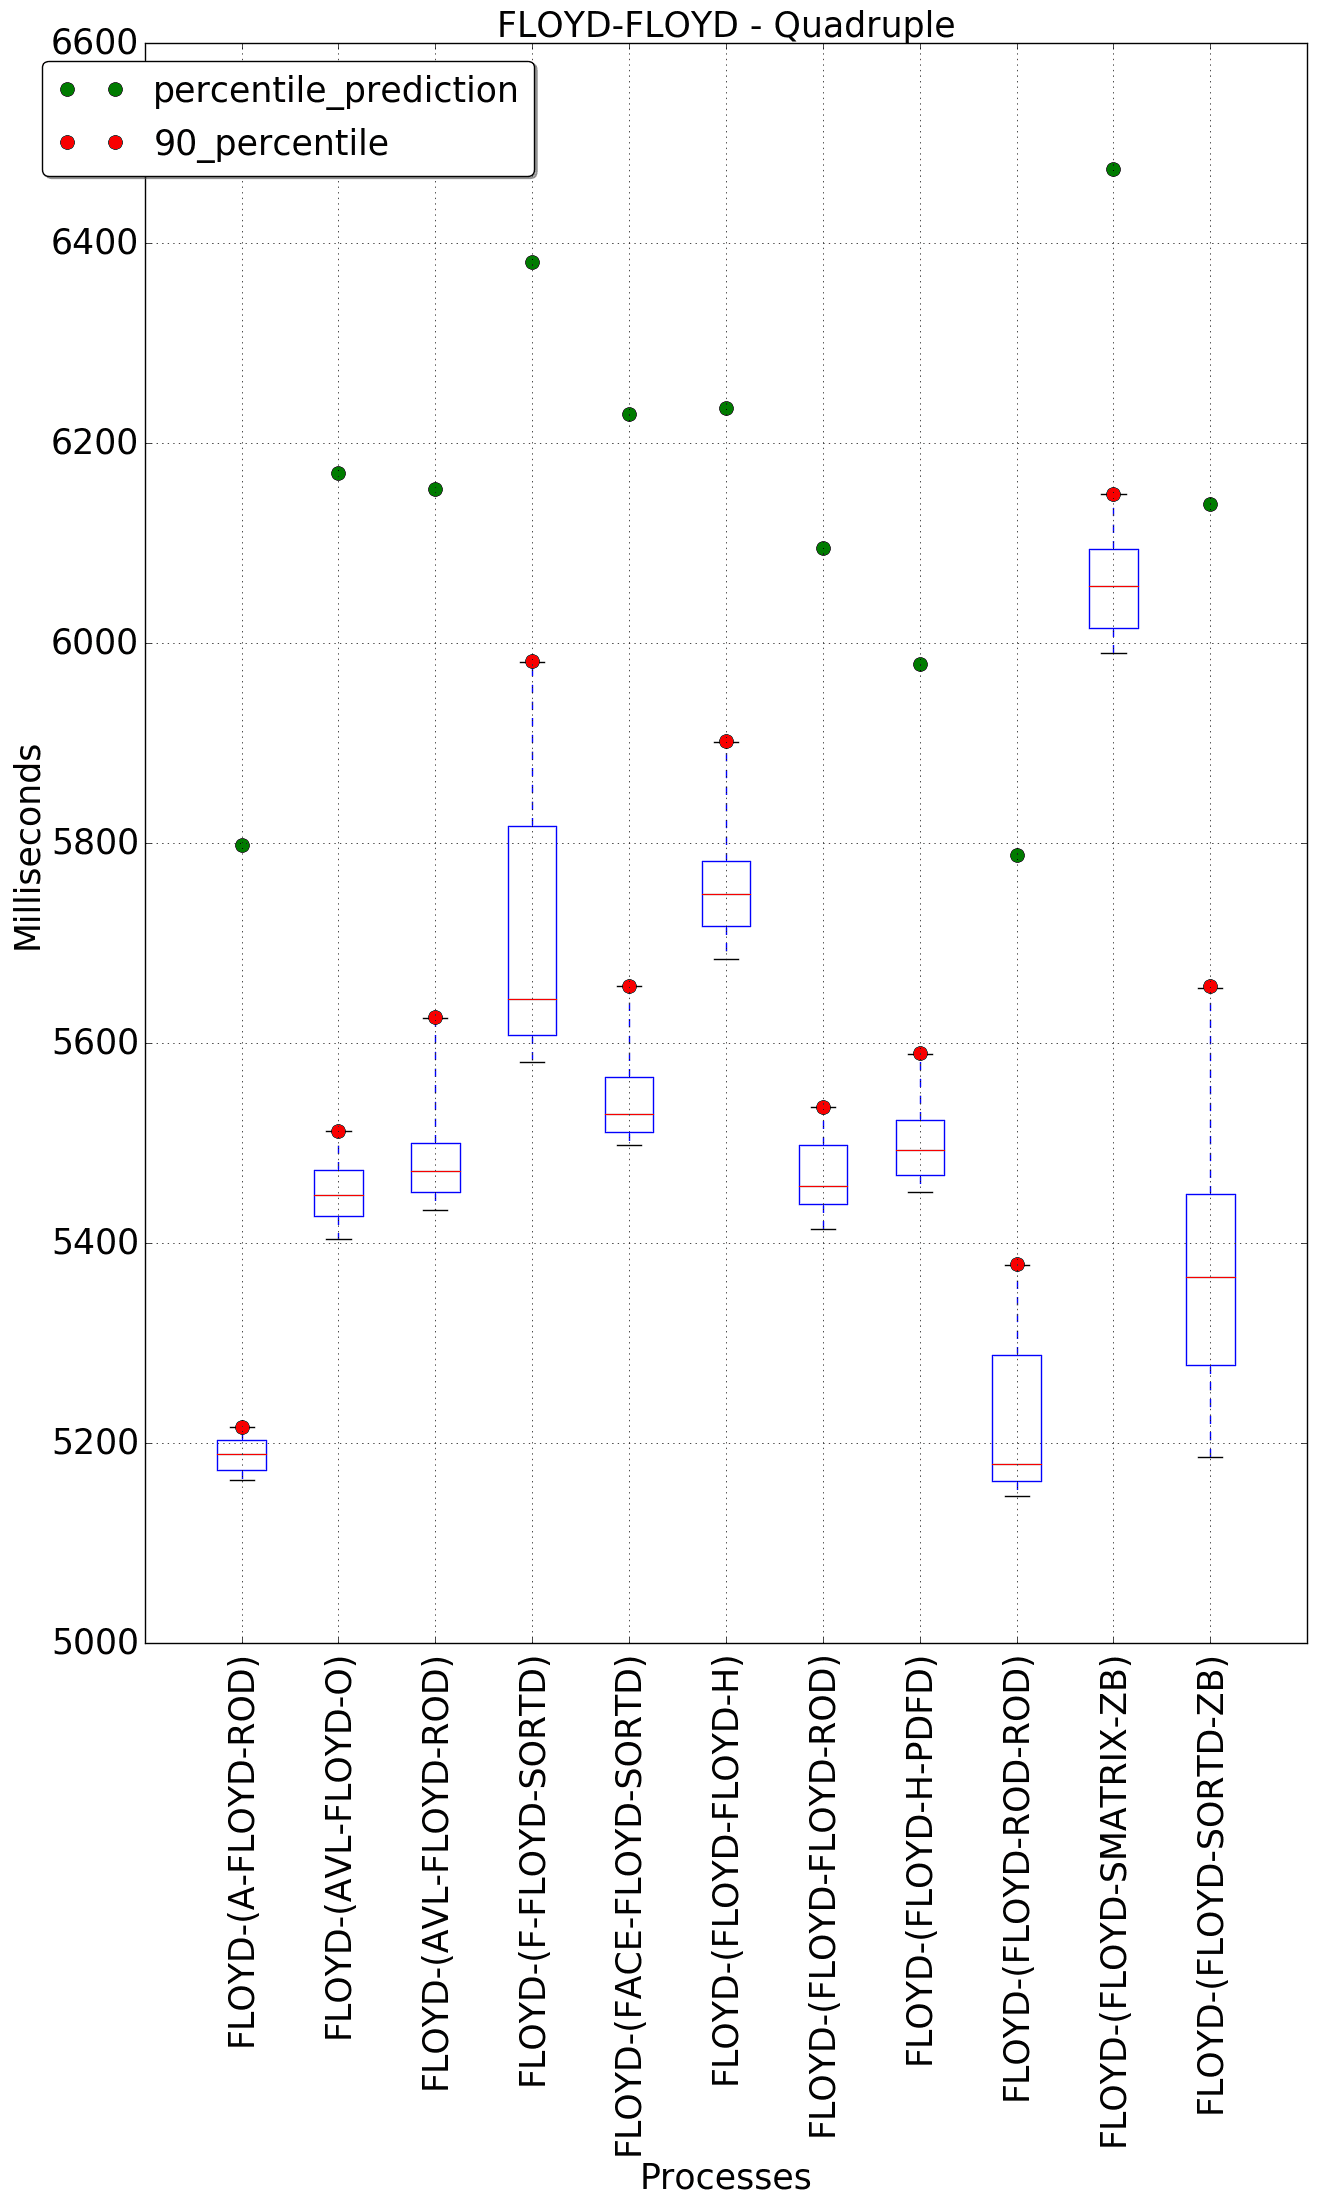 FLOYD-FLOYD - Quadruple
percentile_prediction
90_percentile
6600
6400
6200
6000
5800
5600
5400
5200
5000
Milliseconds
FLOYD-(A-FLOYD-ROD)
FLOYD-(AVL-FLOYD-O)
FLOYD-(AVL-FLOYD-ROD)
FLOYD-(F-FLOYD-SORTD)
FLOYD-(FACE-FLOYD-SORTD)
FLOYD-(FLOYD-FLOYD-H)
FLOYD-(FLOYD-FLOYD-ROD)
FLOYD-(FLOYD-H-PDFD)
FLOYD-(FLOYD-ROD-ROD)
FLOYD-(FLOYD-SMATRIX-ZB)
FLOYD-(FLOYD-SORTD-ZB)
Processes